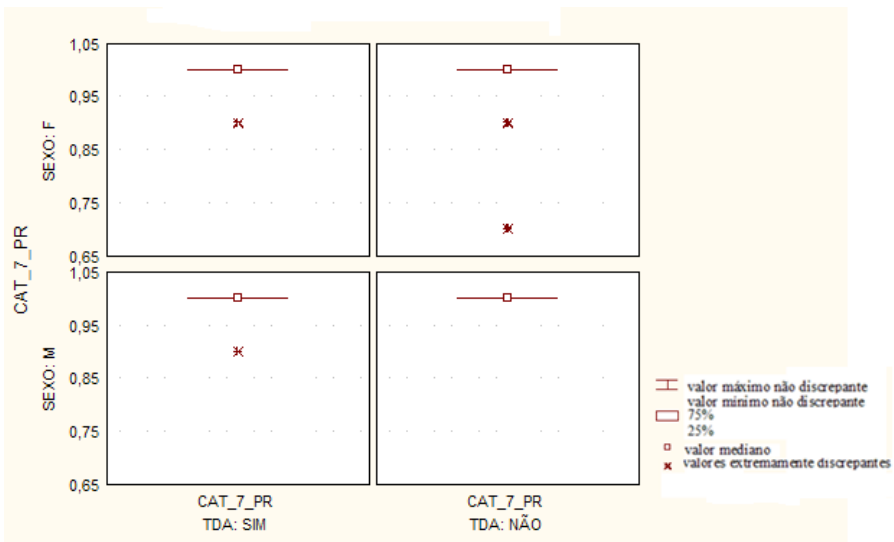 1,05
0,95
0,85
0,75
0,65
SEXO: F
1,05
0,95
0,85
0,75
0,65
SEXO: M
CAT_7_PR
CAT_7_PR
TDA: SIM
CAT_7_PR
TDA: NÃO
valor máximo não discrepante
valor mínimo não discrepante
75%
25%
valor mediano
valores extremamente discrepantes